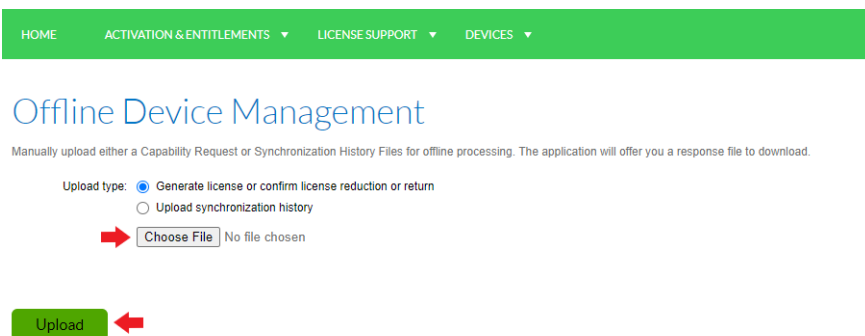 HOME ACTIVATION & ENTITLEMENTS LICENSE SUPPORT DEVICES
Offline Device Management
Manually upload either a Capability Request or Synchronization History Files for offline processing. The application will offer you a response file to download.
Upload type: Generate license or confirm license reduction or return
Upload synchronization history
Choose File No file chosen
Upload